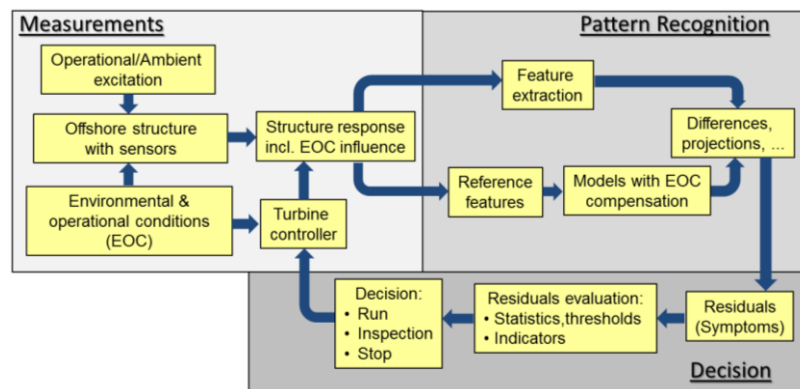 Measurements
Operational/Ambient
excitation
Offshore structure
with sensors
Environmental &
operational conditions
(EOC)
Structure response
incl. EOC influence
Turbine
controller
Pattern Recognition
Feature
extraction
Reference
features
Models with EOC
compensation
Differences,
projections, ...
Residuals
(Symptoms)
Residuals evaluation:
• Statistics,thresholds
• Indicators
Decision:
• Run
• Inspection
• Stop
Decision